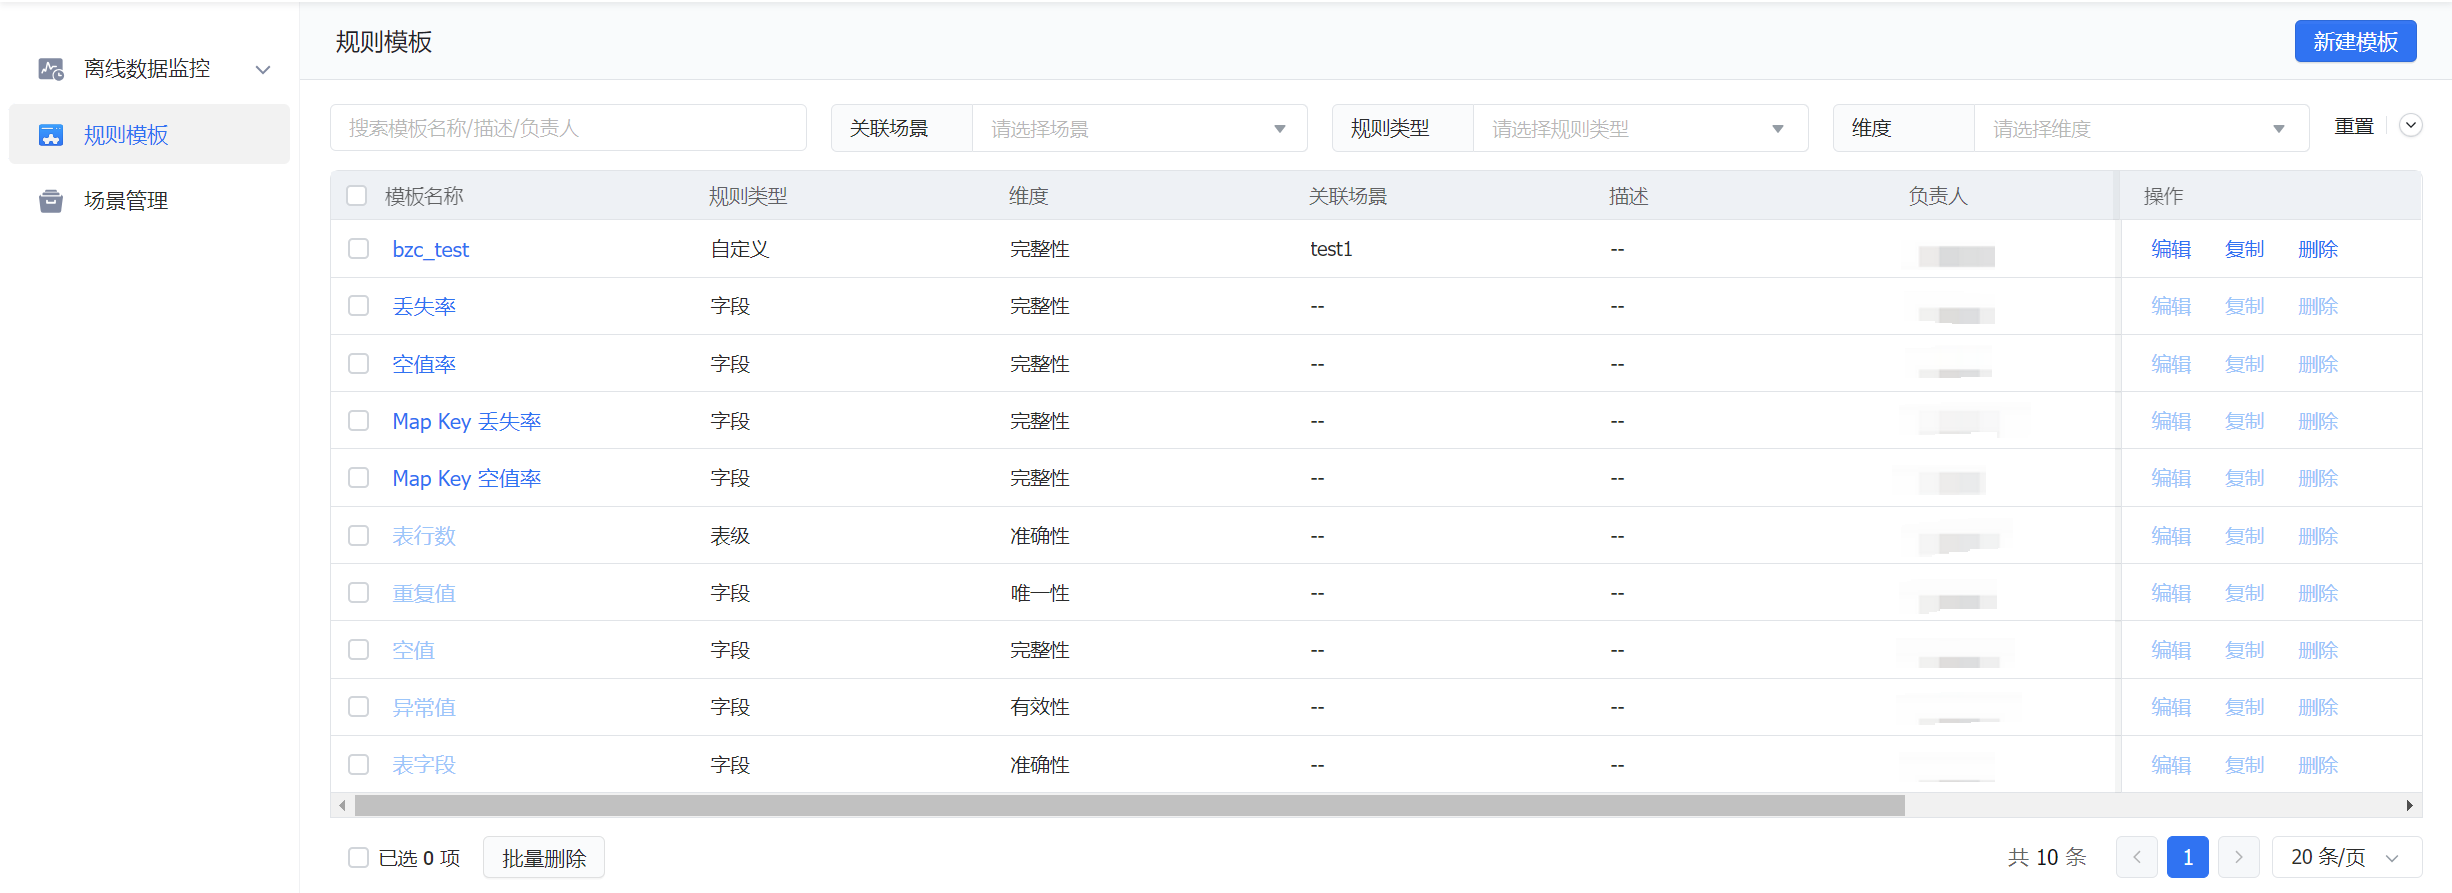 规则模板 新建模板
离线数据监控
规则模板
场景管理
搜索模板名称/描述/负责人 关联场景 请选择场景 规则类型 请选择规则类型 维度 请选择维度 重置
模板名称 规则类型 维度 关联场景 描述 负责人 操作
bzc_test 自定义 完整性 test1 -- 编辑 复制 删除
丢失率 字段 完整性 -- -- 编辑 复制 删除
空值率 字段 完整性 -- -- 编辑 复制 删除
Map Key 丢失率 字段 完整性 -- -- 编辑 复制 删除
Map Key 空值率 字段 完整性 -- -- 编辑 复制 删除
表行数 表级 准确性 -- -- 编辑 复制 删除
重复值 字段 唯一性 -- -- 编辑 复制 删除
空值 字段 完整性 -- -- 编辑 复制 删除
异常值 字段 有效性 -- -- 编辑 复制 删除
表字段 字段 准确性 -- -- 编辑 复制 删除
已选 0 项 批量删除 共 10 条 1 20 条/页